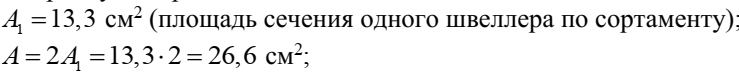 A₁ = 13,3 см² (площадь сечения одного швеллера по сортаменту);
A = 2A₁ = 13,3 · 2 = 26,6 см²;